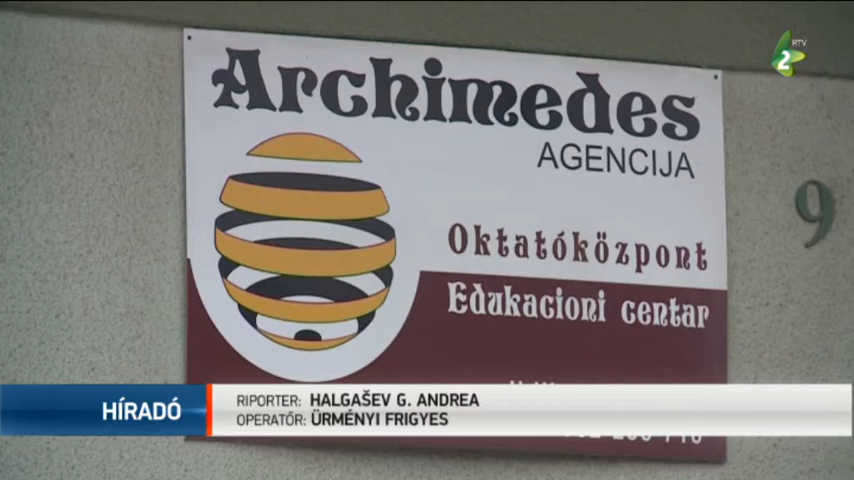 RTV
2
Archimedes
AGENCIJA
9
Oktatóközpont
Edukacioni centar
HÍRADÓ
RIPORTER: HALGAŠEV G. ANDREA
OPERATŐR: ÜRMÉNYI FRIGYES